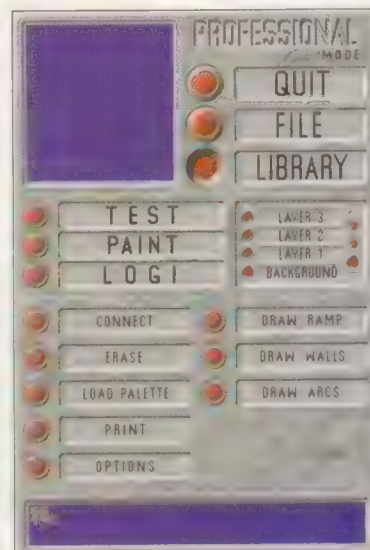 PROFESSIONAL
MODE
QUIT
FILE
LIBRARY
TEST
PAINT
LOGI
LAYER 3
LAYER 2
LAYER 1
BACKGROUND
CONNECT
ERASE
LOAD PALETTE
PRINT
OPTIONS
DRAW RAMP
DRAW WALLS
DRAW ARCS